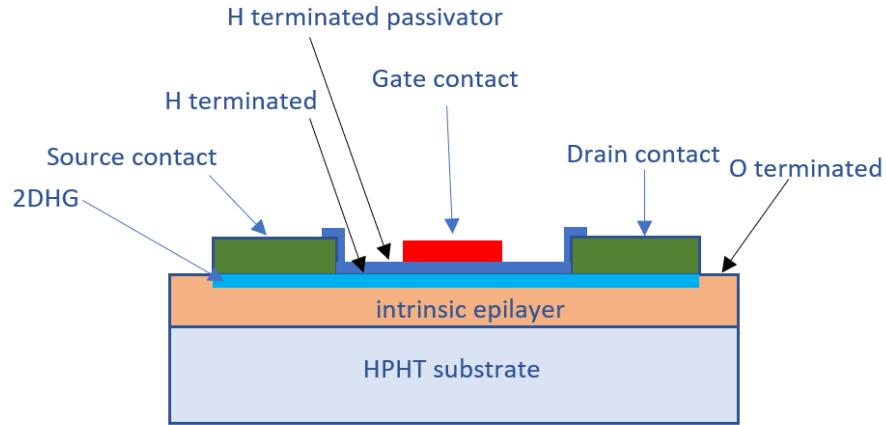 H terminated passivator
Gate contact
H terminated
Source contact
Drain contact
O terminated
2DHG
intrinsic epilayer
HPHT substrate